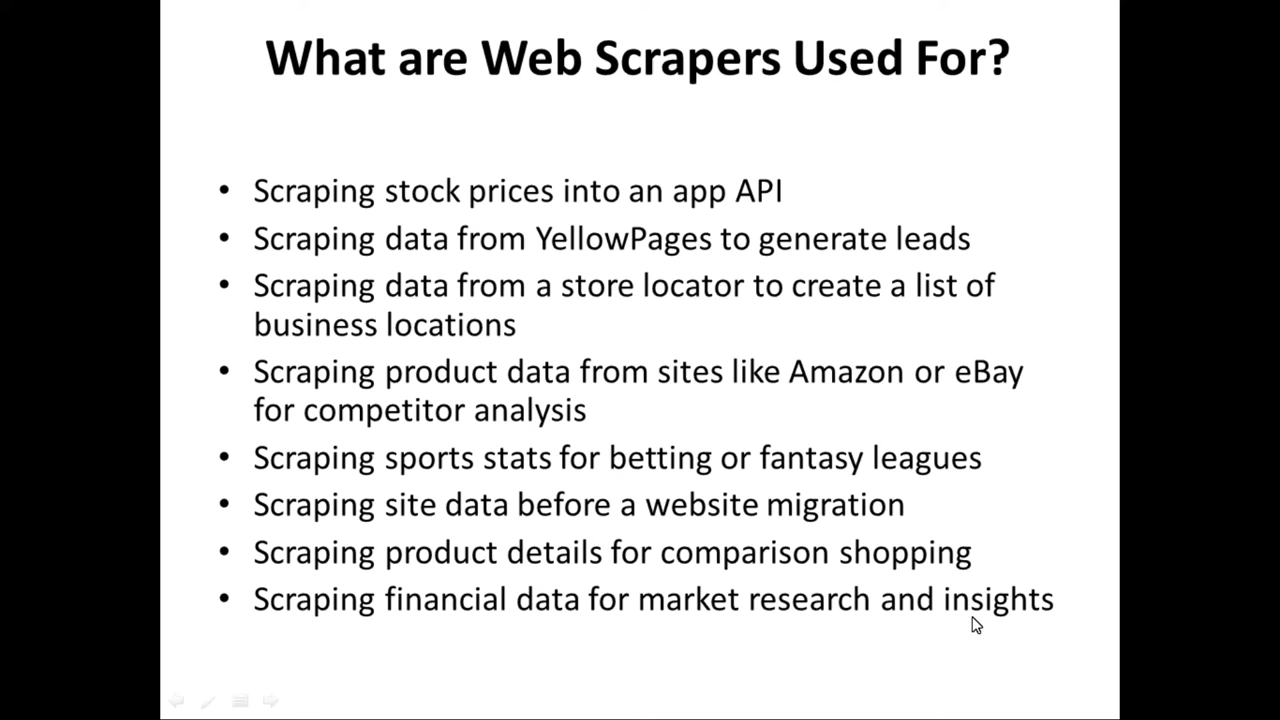 What are Web Scrapers Used For?
• Scraping stock prices into an app API
• Scraping data from YellowPages to generate leads
• Scraping data from a store locator to create a list of
business locations
• Scraping product data from sites like Amazon or eBay
for competitor analysis
• Scraping sports stats for betting or fantasy leagues
• Scraping site data before a website migration
• Scraping product details for comparison shopping
• Scraping financial data for market research and insights